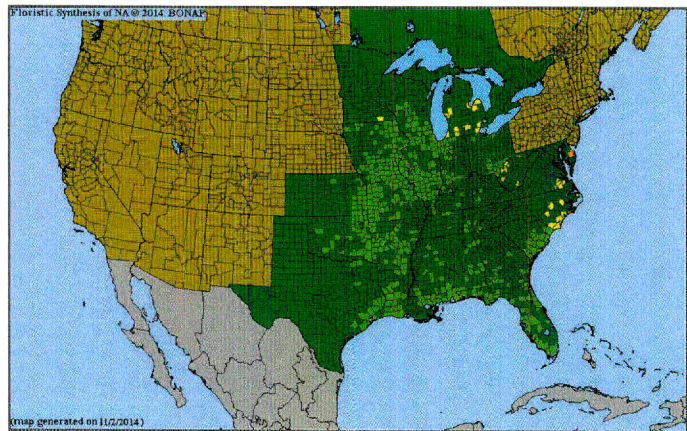 Floristic Synthesis of NA © 2014 BONAP
(map generated on 11/2/2014)